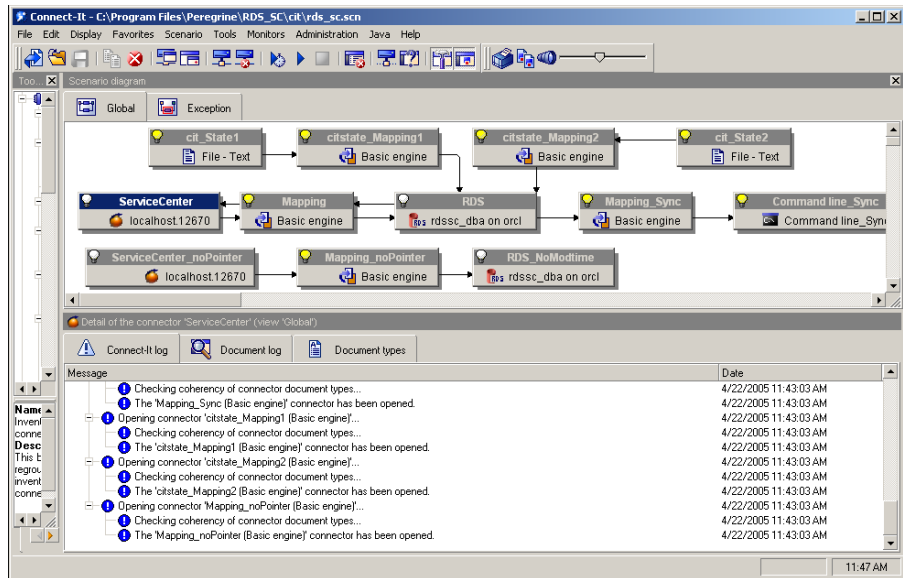 Connect-It - C:\Program Files\Peregrine\RDS_SC\cit\rds_sc.scn
File Edit Display Favorites Scenario Tools Monitors Administration Java Help
Too...
Scenario diagram
Global Exception
cit_State1 citstate_Mapping1 citstate_Mapping2 cit_State2
File - Text Basic engine Basic engine File - Text
ServiceCenter Mapping RDS Mapping_Sync Command line_Sync
localhost.12670 Basic engine RDS rdssc_dba on orcl Basic engine Command line_Syn
ServiceCenter_noPointer Mapping_noPointer RDS_NoModtime
localhost.12670 Basic engine RDS rdssc_dba on orcl
Detail of the connector 'ServiceCenter' (view 'Global')
Connect-It log Document log Document types
Message Date
Checking coherency of connector document types... 4/22/2005 11:43:03 AM
The 'Mapping_Sync (Basic engine)' connector has been opened. 4/22/2005 11:43:03 AM
Opening connector 'citstate_Mapping1 (Basic engine)'... 4/22/2005 11:43:03 AM
Checking coherency of connector document types... 4/22/2005 11:43:03 AM
The 'citstate_Mapping1 (Basic engine)' connector has been opened. 4/22/2005 11:43:03 AM
Opening connector 'citstate_Mapping2 (Basic engine)'... 4/22/2005 11:43:03 AM
Checking coherency of connector document types... 4/22/2005 11:43:03 AM
The 'citstate_Mapping2 (Basic engine)' connector has been opened. 4/22/2005 11:43:03 AM
Opening connector 'Mapping_noPointer (Basic engine)'... 4/22/2005 11:43:03 AM
Checking coherency of connector document types... 4/22/2005 11:43:03 AM
The 'Mapping_noPointer (Basic engine)' connector has been opened. 4/22/2005 11:43:03 AM
Name
Invent
conne
Desc
This b
regrou
invent
conne
11:47 AM